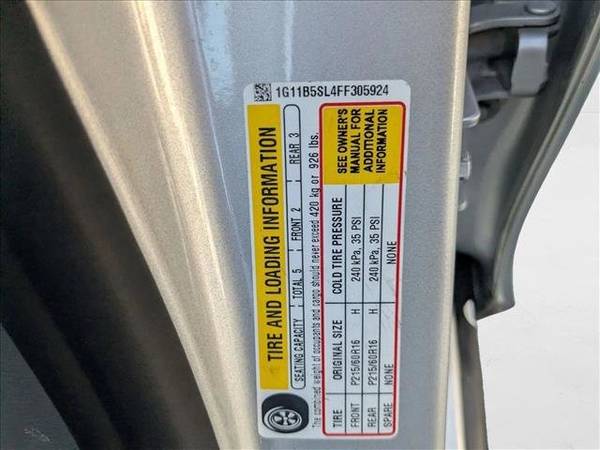 1G11B5SL4FF305924
TIRE AND LOADING INFORMATION
SEATING CAPACITY TOTAL 5 FRONT 2 REAR 3
The combined weight of occupants and cargo should never exceed 420 kg or 926 lbs.
TIRE ORIGINAL SIZE COLD TIRE PRESSURE
FRONT P215/60R16 H 240 kPa, 35 PSI
REAR P215/60R16 H 240 kPa, 35 PSI
SPARE NONE NONE
SEE OWNER'S
MANUAL FOR
ADDITIONAL
INFORMATION